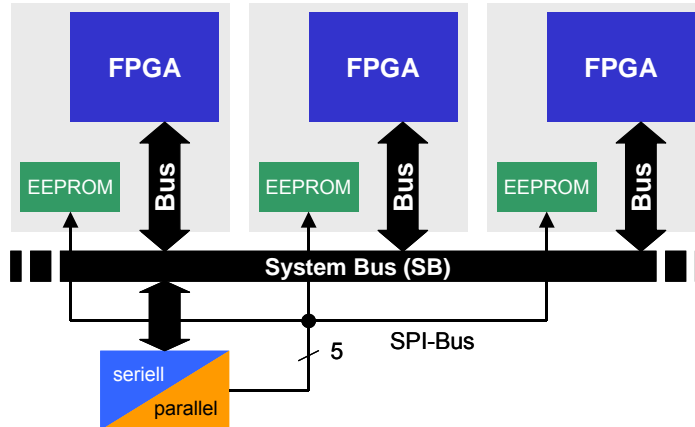 FPGA
FPGA
FPGA
EEPROM
Bus
EEPROM
Bus
EEPROM
Bus
System Bus (SB)
5
SPI-Bus
seriell
parallel